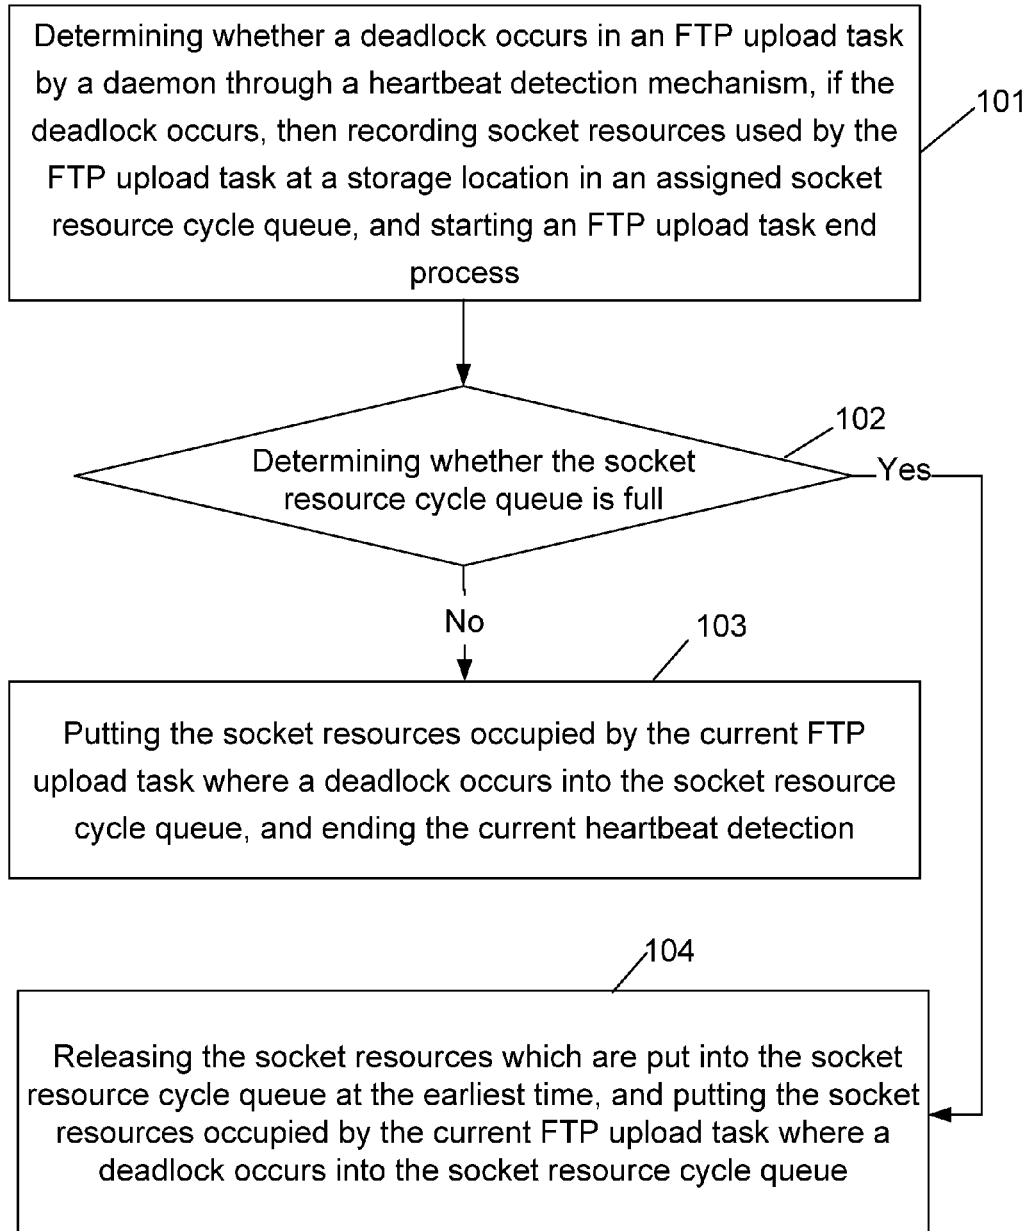 Determining whether a deadlock occurs in an FTP upload task
by a daemon through a heartbeat detection mechanism, if the
deadlock occurs, then recording socket resources used by the
FTP upload task at a storage location in an assigned socket
resource cycle queue, and starting an FTP upload task end
process
101
102
Determining whether the socket
resource cycle queue is full
Yes
No
103
Putting the socket resources occupied by the current FTP
upload task where a deadlock occurs into the socket resource
cycle queue, and ending the current heartbeat detection
104
Releasing the socket resources which are put into the socket
resource cycle queue at the earliest time, and putting the socket
resources occupied by the current FTP upload task where a
deadlock occurs into the socket resource cycle queue